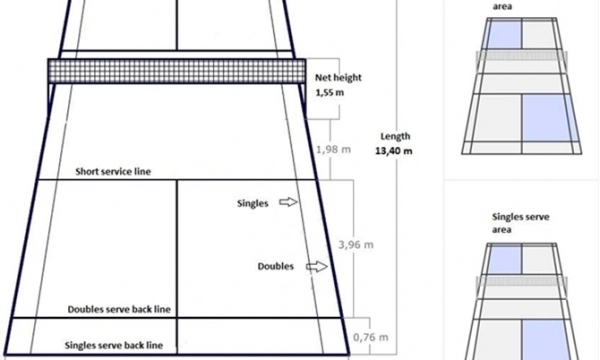 area
Net height
1,55 m
Length
13,40 m
1,98 m
Short service line
Singles
3,96 m
Singles serve
area
Doubles
Doubles serve back line
0,76 m
Singles serve back line